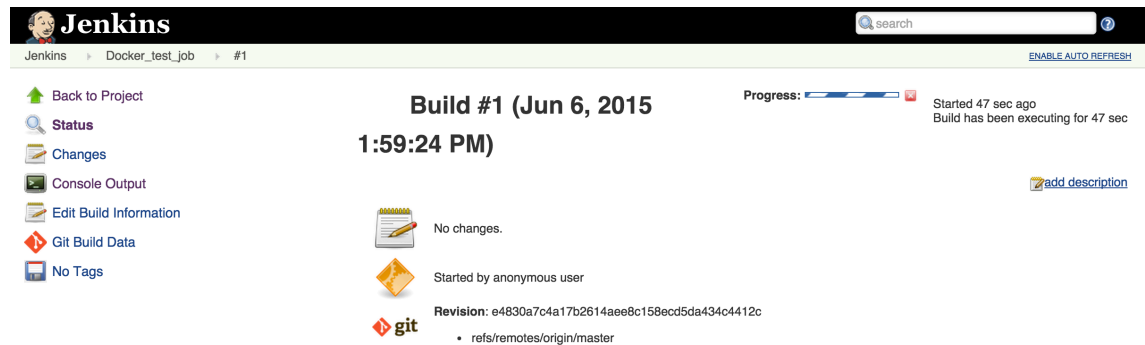 Jenkins
search
Jenkins Docker_test_job #1
ENABLE AUTO REFRESH
Back to Project
Status
Changes
Console Output
Edit Build Information
Git Build Data
No Tags
Build #1 (Jun 6, 2015
1:59:24 PM)
Progress:
Started 47 sec ago
Build has been executing for 47 sec
add description
No changes.
Started by anonymous user
Revision: e4830a7c4a17b2614aee8c158ecd5da434c4412c
git
refs/remotes/origin/master